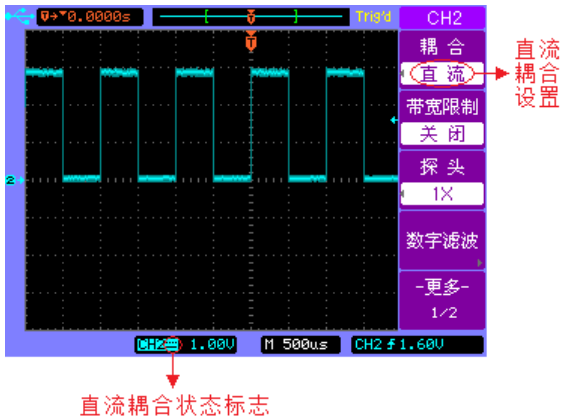 T→▼0.0000s
T
Trig'd
CH2
T
耦 合
直 流
直流
耦合
设置
带宽限制
关 闭
探 头
1X
数字滤波
-更多-
1/2
2
CH2 1.00V
M 500us
CH2 1.60V
直流耦合状态标志